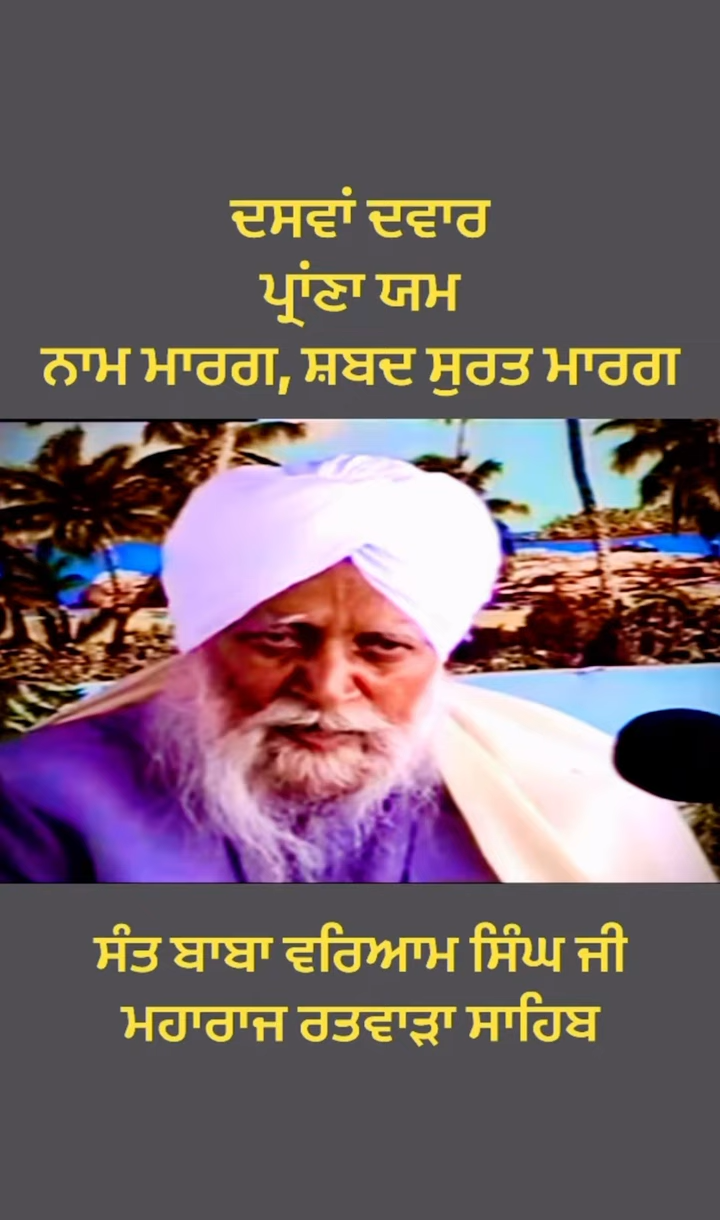 ਦਸਵਾਂ ਦਵਾਰ
ਪ੍ਰਾਂਣਾ ਯਮ
ਨਾਮ ਮਾਰਗ, ਸ਼ਬਦ ਸੁਰਤ ਮਾਰਗ
ਸੰਤ ਬਾਬਾ ਵਰਿਆਮ ਸਿੰਘ ਜੀ
ਮਹਾਰਾਜ ਰਤਵਾੜਾ ਸਾਹਿਬ